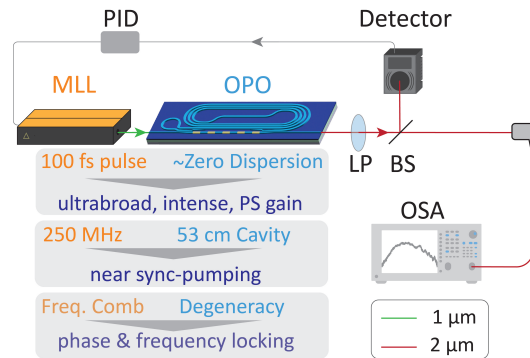 PID
Detector
MLL
OPO
LP
BS
100 fs pulse ~Zero Dispersion
ultrabroad, intense, PS gain
250 MHz 53 cm Cavity
near sync-pumping
Freq. Comb Degeneracy
phase & frequency locking
OSA
1 μm
2 μm